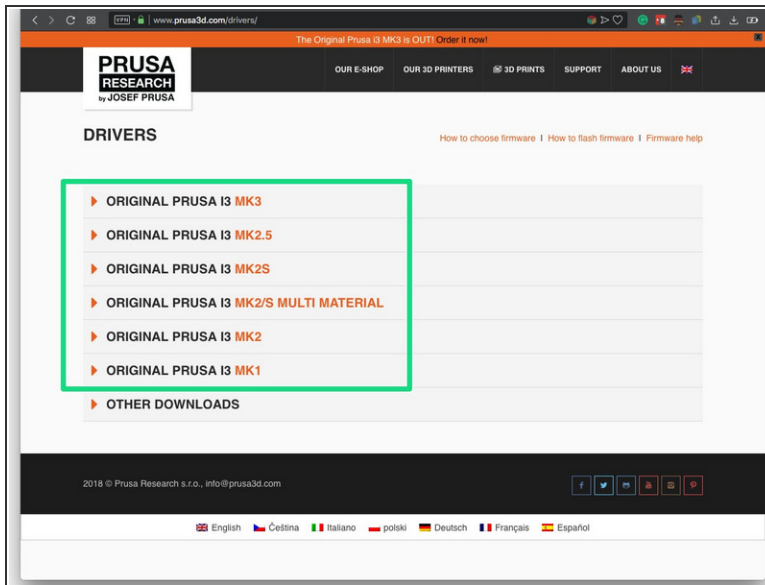 VPN www.prusa3d.com/drivers/
The Original Prusa i3 MK3 is OUT! Order it now!
PRUSA
RESEARCH
by JOSEF PRUSA
OUR E-SHOP OUR 3D PRINTERS 3D PRINTS SUPPORT ABOUT US
DRIVERS
How to choose firmware I How to flash firmware I Firmware help
ORIGINAL PRUSA I3 MK3
ORIGINAL PRUSA I3 MK2.5
ORIGINAL PRUSA I3 MK2S
ORIGINAL PRUSA I3 MK2/S MULTI MATERIAL
ORIGINAL PRUSA I3 MK2
ORIGINAL PRUSA I3 MK1
OTHER DOWNLOADS
2018 © Prusa Research s.r.o., info@prusa3d.com
English Čeština Italiano polski Deutsch Français Español